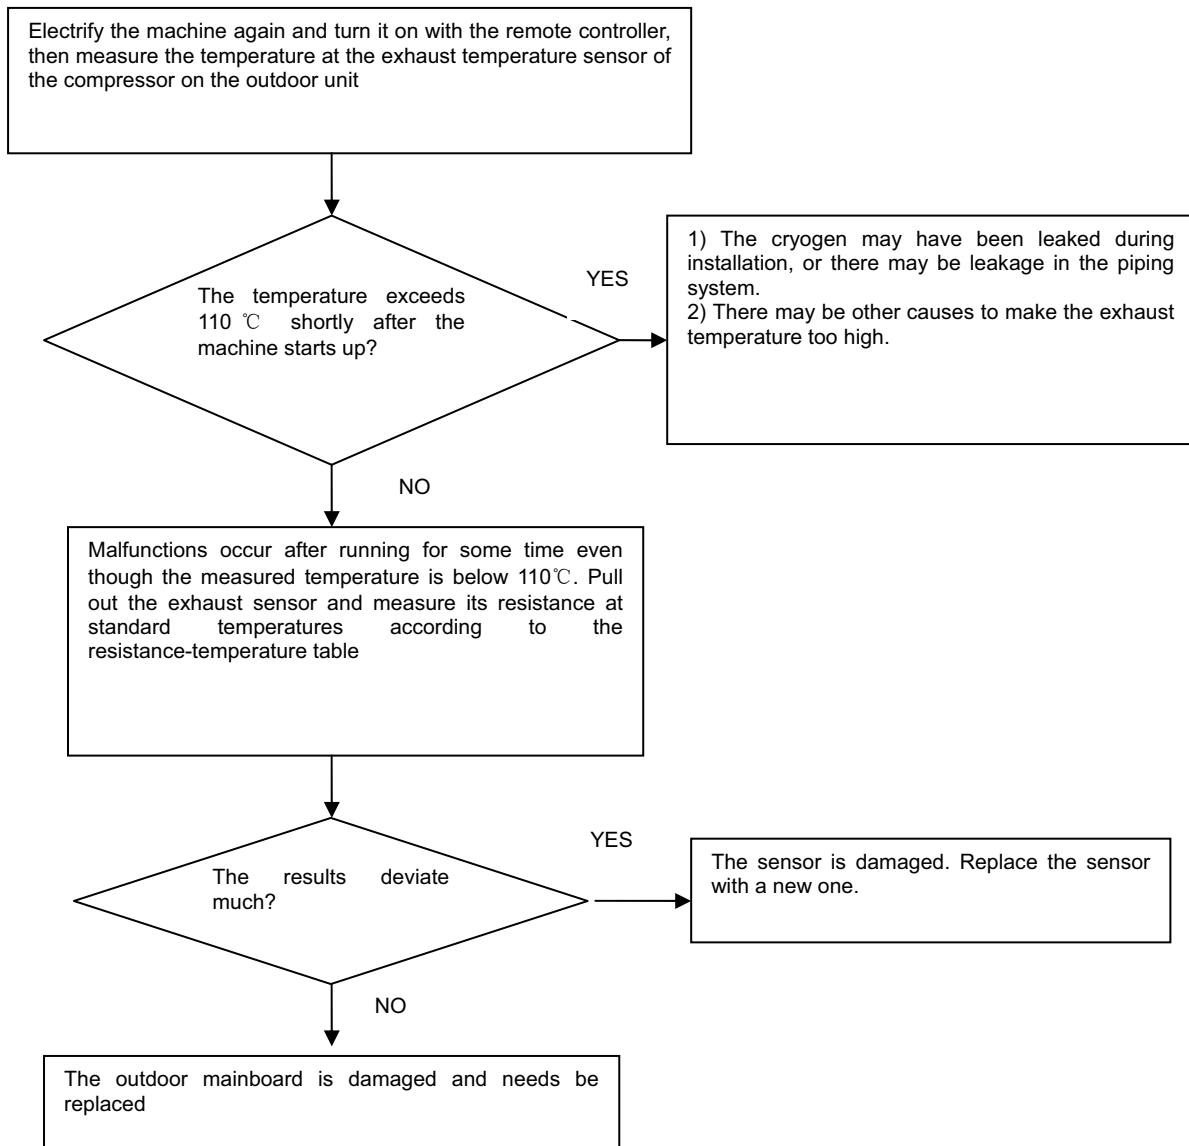 Electrify the machine again and turn it on with the remote controller,
then measure the temperature at the exhaust temperature sensor of
the compressor on the outdoor unit
The temperature exceeds
110 ℃ shortly after the
machine starts up?
YES
1) The cryogen may have been leaked during
installation, or there may be leakage in the piping
system.
2) There may be other causes to make the exhaust
temperature too high.
NO
Malfunctions occur after running for some time even
though the measured temperature is below 110℃. Pull
out the exhaust sensor and measure its resistance at
standard temperatures according to the
resistance-temperature table
The results deviate
much?
YES
The sensor is damaged. Replace the sensor
with a new one.
NO
The outdoor mainboard is damaged and needs be
replaced